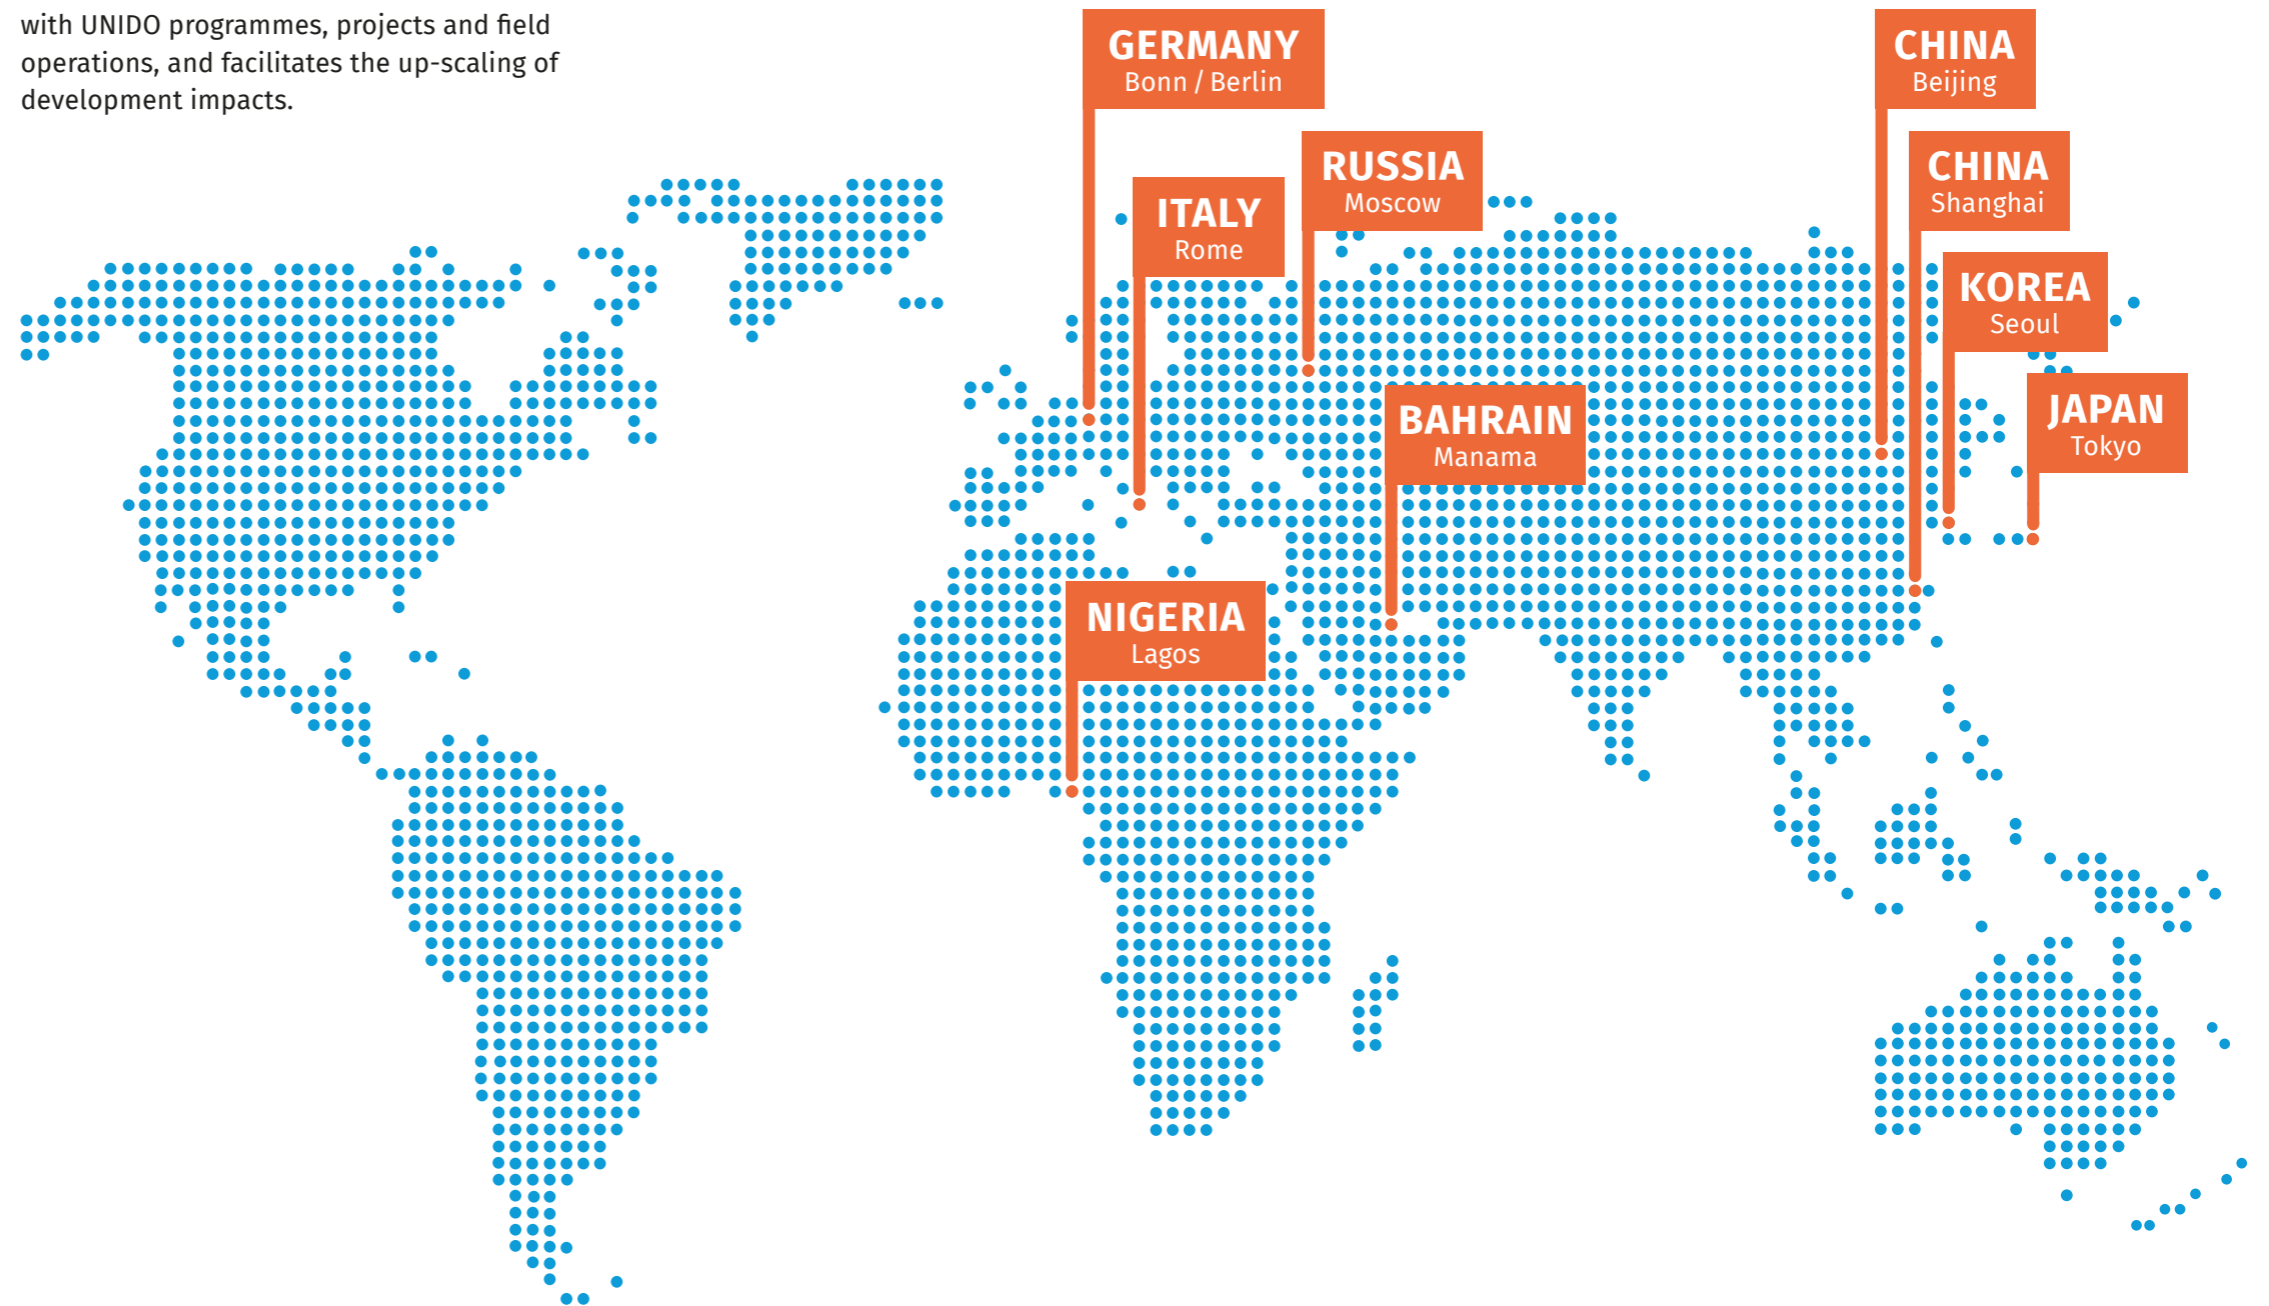 with UNIDO programmes, projects and field
operations, and facilitates the up-scaling of
development impacts.
GERMANY
Bonn / Berlin
CHINA
Beijing
RUSSIA
Moscow
CHINA
Shanghai
ITALY
Rome
KOREA
Seoul
JAPAN
Tokyo
BAHRAIN
Manama
NIGERIA
Lagos